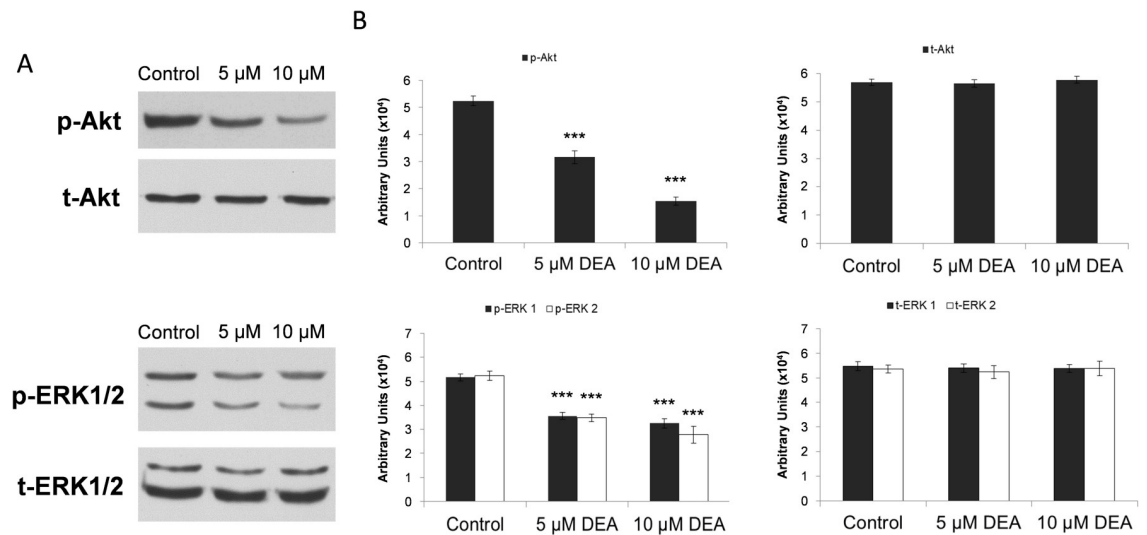 A
Control 5 µM 10 µM
p-Akt
t-Akt
Control 5 µM 10 µM
p-ERK1/2
t-ERK1/2
B
p-Akt
Arbitrary Units (x10⁴)
6
5
4
3
2
1
0
***
***
Control 5 µM DEA 10 µM DEA
t-Akt
Arbitrary Units (x10⁴)
6
5
4
3
2
1
0
Control 5 µM DEA 10 µM DEA
p-ERK 1 p-ERK 2
Arbitrary Units (x10⁴)
7
6
5
4
3
2
1
0
*** ***
*** ***
Control 5 µM DEA 10 µM DEA
t-ERK 1 t-ERK 2
Arbitrary Units (x10⁴)
7
6
5
4
3
2
1
0
Control 5 µM DEA 10 µM DEA